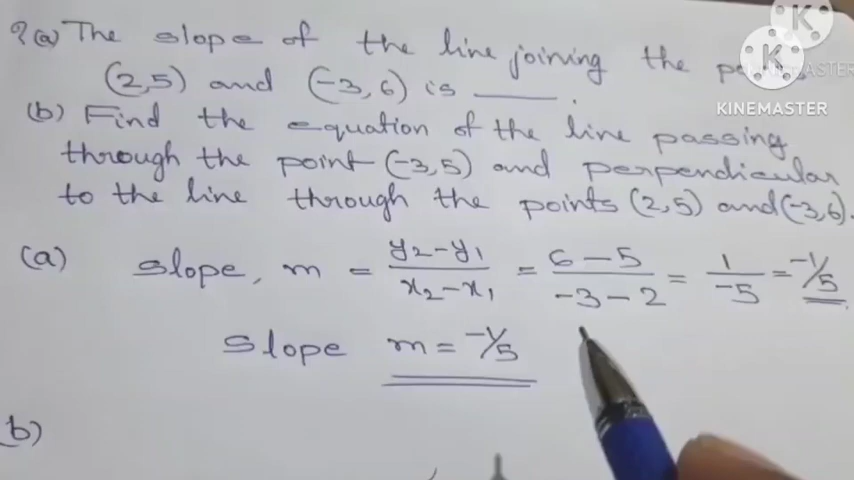 ? (a) The slope of the line joining the
(2,5) and (-3,6) is ____.
(b) Find the equation of the line passing
through the point (-3,5) and perpendicular
to the line through the points (2,5) and (-3,6).
(a) Slope, m = y₂-y₁/x₂-x₁ = 6-5/-3-2 = 1/-5 = -1/5
Slope m = -1/5
(b)
KINEMASTER